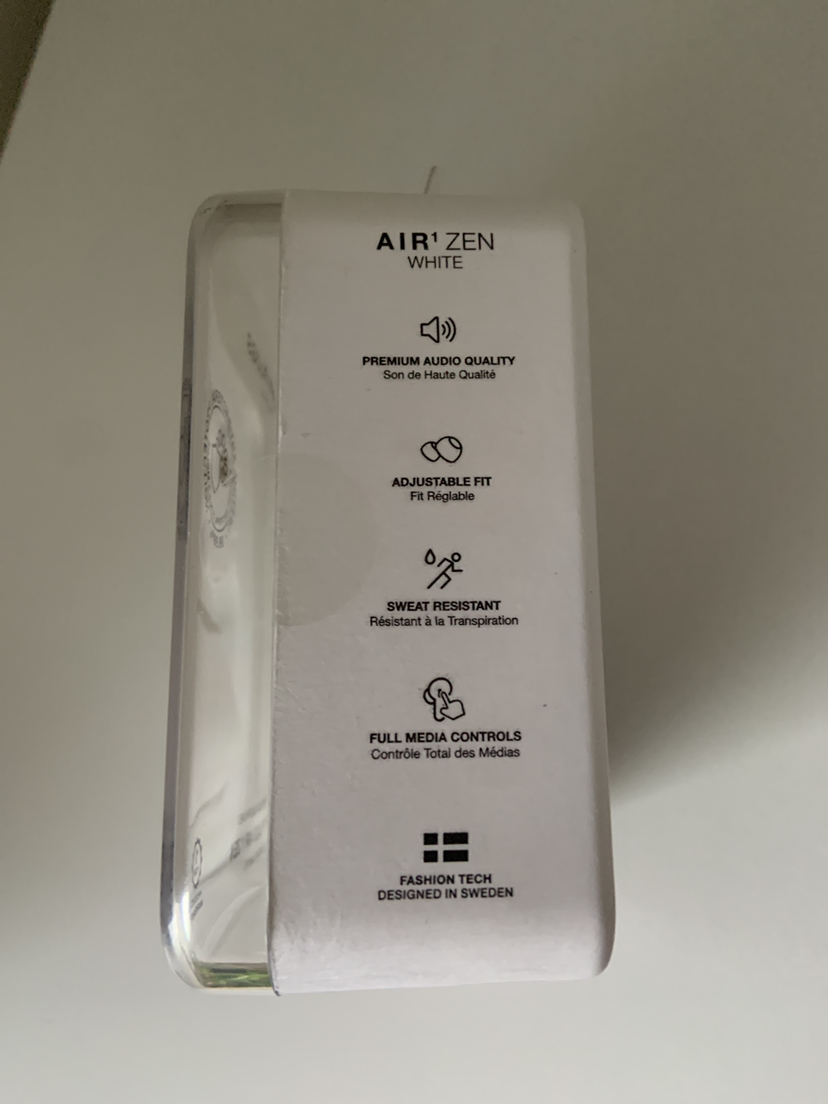 AIR¹ ZEN
WHITE
PREMIUM AUDIO QUALITY
Son de Haute Qualité
ADJUSTABLE FIT
Fit Réglable
SWEAT RESISTANT
Résistant à la Transpiration
FULL MEDIA CONTROLS
Contrôle Total des Médias
FASHION TECH
DESIGNED IN SWEDEN